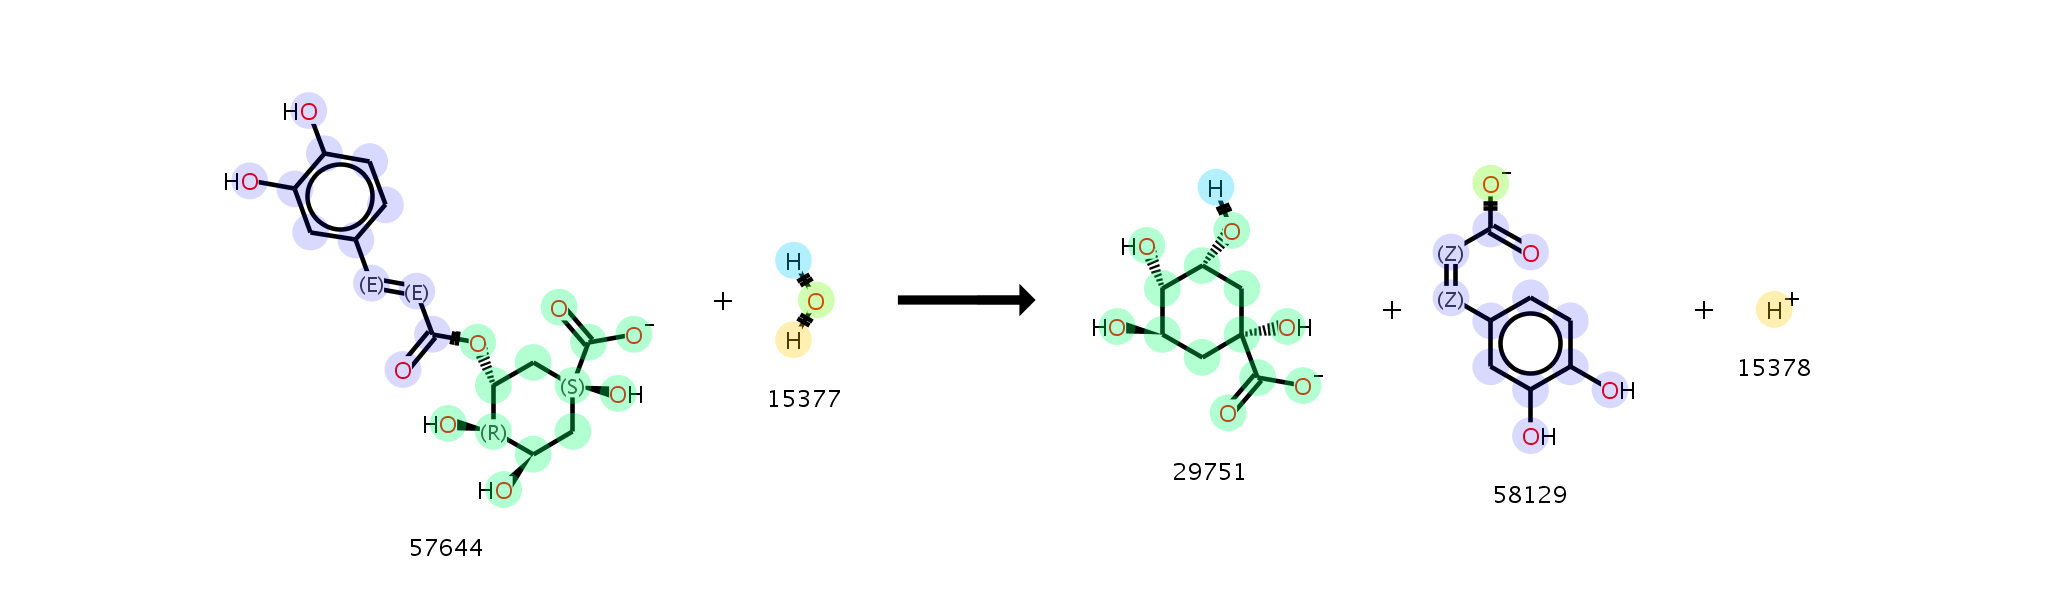 HO
HO
(E)
(E)
O
O
O
O⁻
(S)
OH
HO
(R)
HO
57644
+
H
O
H
15377
H
O
HO
HO
OH
O⁻
O
29751
+
O⁻
(Z)
O
(Z)
OH
OH
58129
+
H⁺
15378